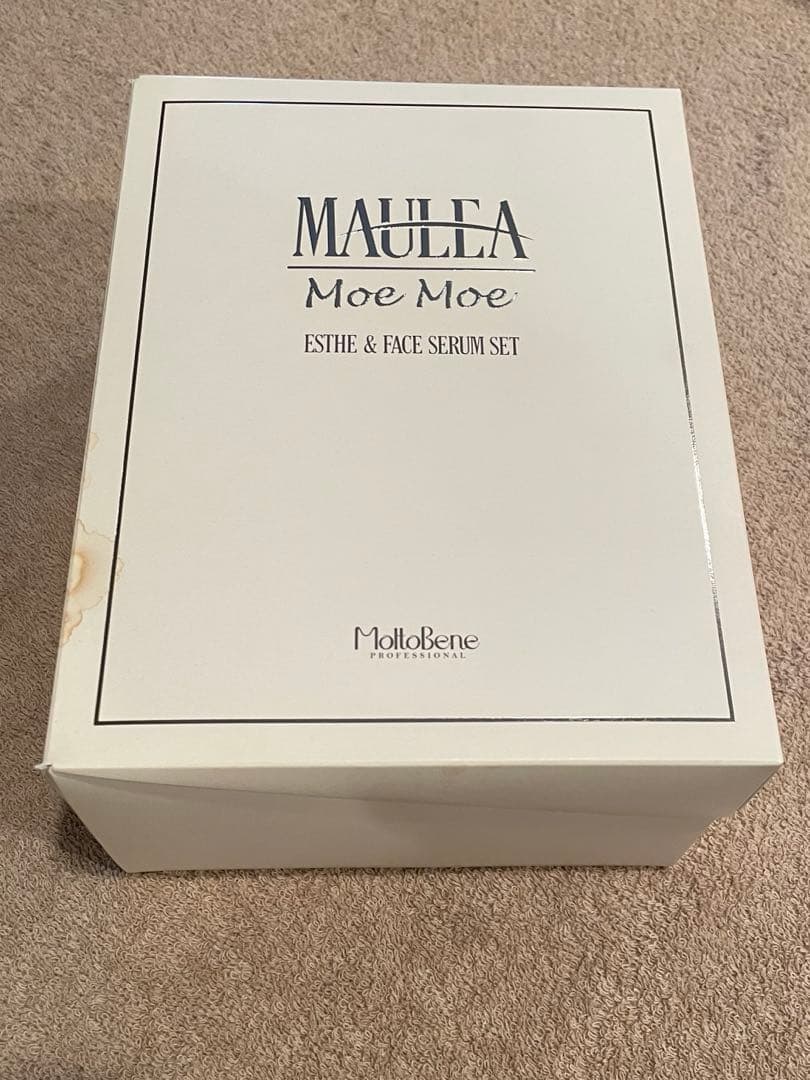 MAULEA
Moe Moe
ESTHE & FACE SERUM SET
MoltoBene
PROFESSIONAL